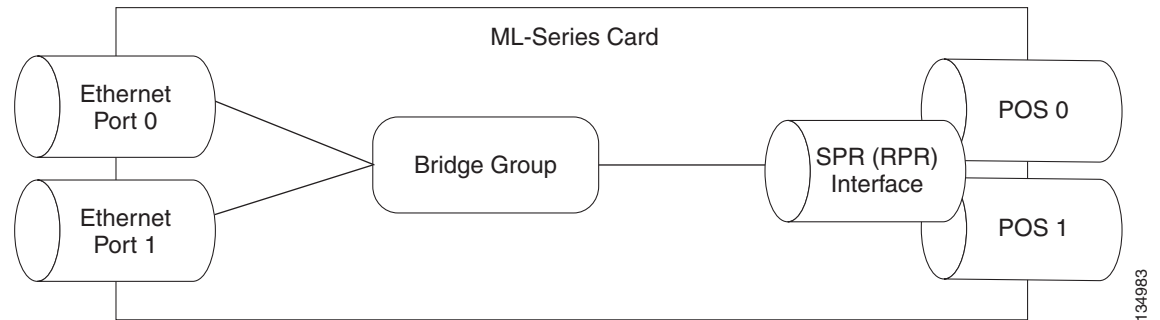 ML-Series Card
Ethernet
Port 0
Ethernet
Port 1
Bridge Group
SPR (RPR)
Interface
POS 0
POS 1
134983